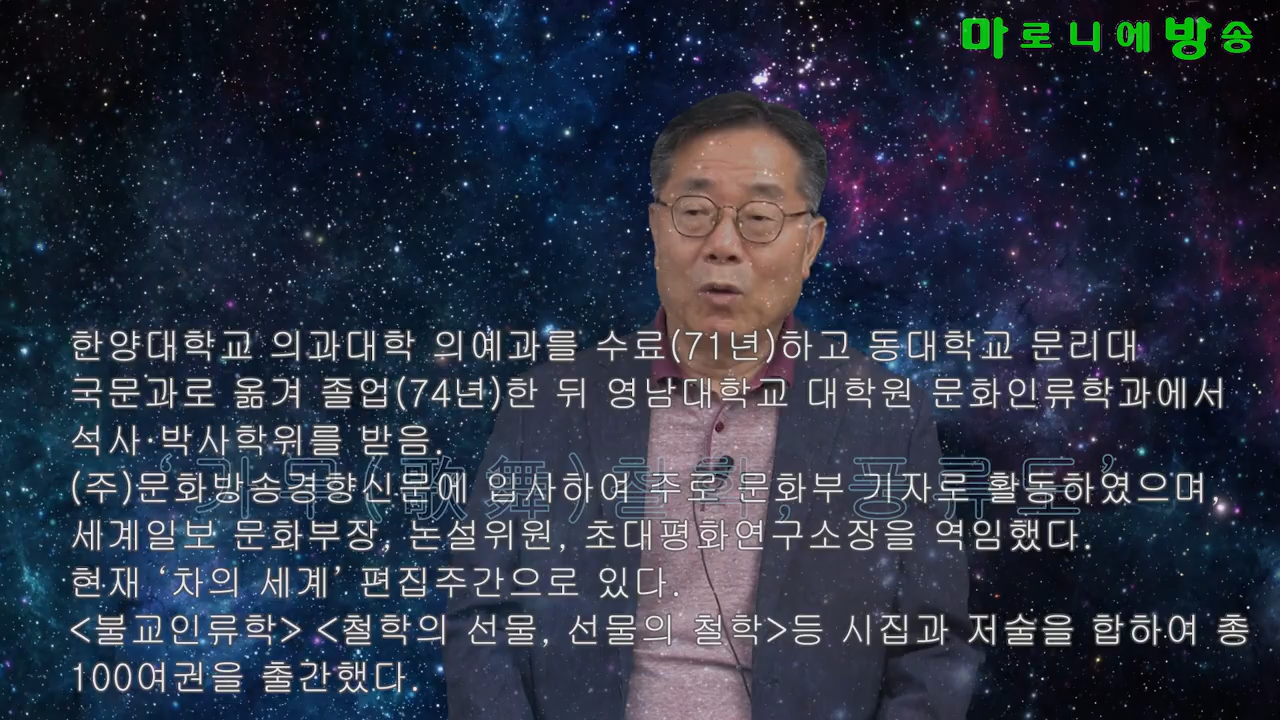 마로니에방송
한양대학교 의과대학 의예과를 수료(71년)하고 동대학교 문리대
국문과로 옮겨 졸업(74년)한 뒤 영남대학교 대학원 문화인류학과에서
석사·박사학위를 받음.
‘가무(歌舞)철학, 풍류도’
(주)문화방송경향신문에 입사하여 주로 문화부 기자로 활동하였으며,
세계일보 문화부장, 논설위원, 초대평화연구소장을 역임했다.
현재 ‘차의 세계’ 편집주간으로 있다.
<불교인류학> <철학의 선물, 선물의 철학>등 시집과 저술을 합하여 총
100여권을 출간했다.